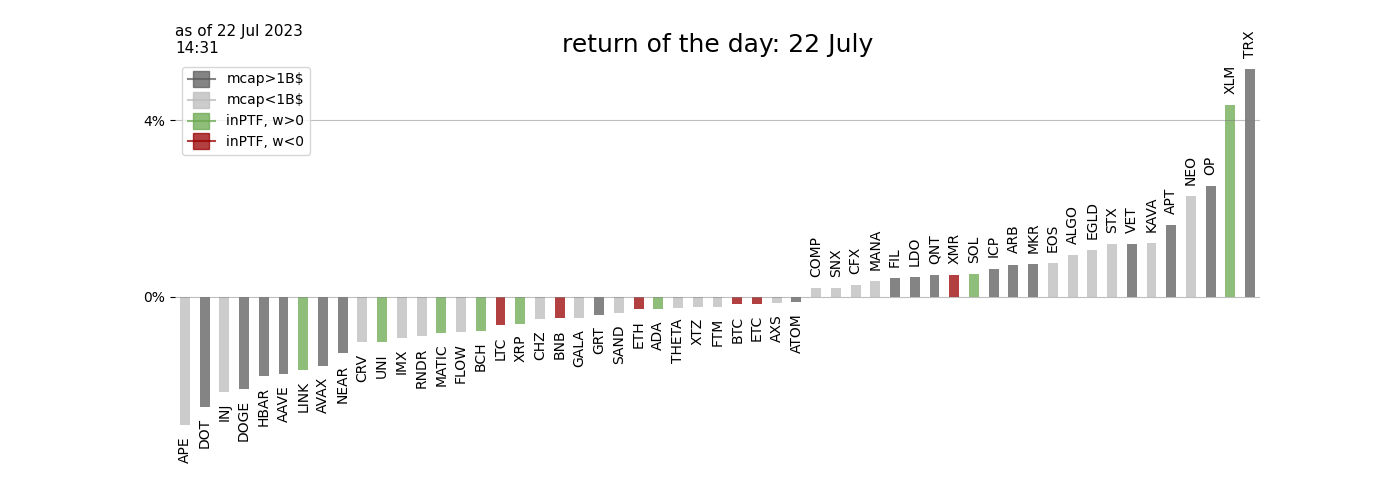 as of 22 Jul 2023
14:31
return of the day: 22 July
mcap>1B$
mcap<1B$
inPTF, w>0
inPTF, w<0
4%
0%
APE
DOT
INJ
DOGE
HBAR
AAVE
LINK
AVAX
NEAR
CRV
UNI
IMX
RNDR
MATIC
FLOW
BCH
LTC
XRP
CHZ
BNB
GALA
GRT
SAND
ETH
ADA
THETA
XTZ
FTM
BTC
ETC
AXS
ATOM
COMP
SNX
CFX
MANA
FIL
LDO
QNT
XMR
SOL
ICP
ARB
MKR
EOS
ALGO
EGLD
STX
VET
KAVA
APT
NEO
OP
XLM
TRX